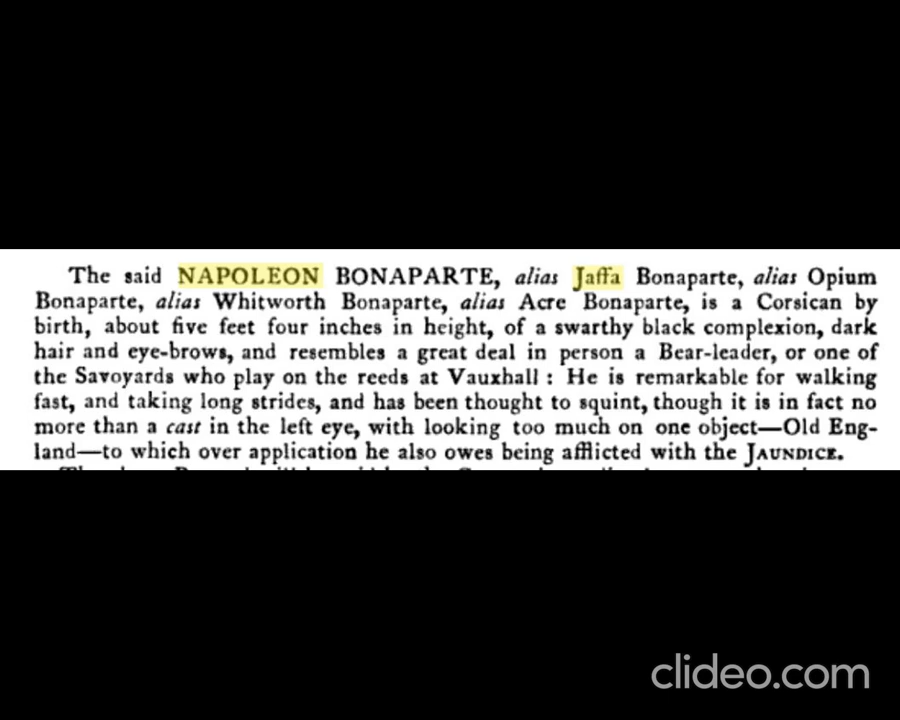 The said NAPOLEON BONAPARTE, alias Jaffa Bonaparte, alias Opium
Bonaparte, alias Whitworth Bonaparte, alias Acre Bonaparte, is a Corsican by
birth, about five feet four inches in height, of a swarthy black complexion, dark
hair and eye-brows, and resembles a great deal in person a Bear-leader, or one of
the Savoyards who play on the reeds at Vauxhall : He is remarkable for walking
fast, and taking long strides, and has been thought to squint, though it is in fact no
more than a cast in the left eye, with looking too much on one object—Old Eng-
land—to which over application he also owes being afflicted with the JAUNDICE.
clideo.com